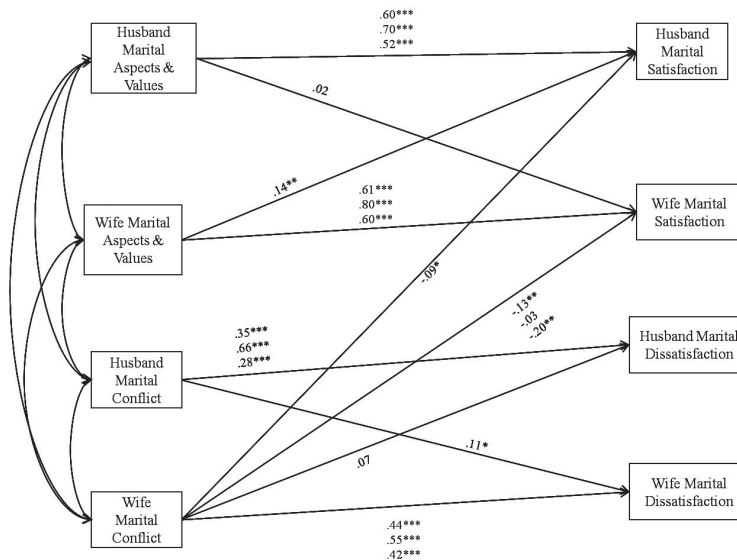 Husband
Marital
Aspects &
Values
.60***
.70***
.52***
Husband
Marital
Satisfaction
.02
.14**
Wife Marital
Aspects &
Values
.61***
.80***
.60***
Wife Marital
Satisfaction
-.09*
-.13**
-.03
-.20**
Husband
Marital
Conflict
.35***
.66***
.28***
Husband Marital
Dissatisfaction
.11*
.07
Wife
Marital
Conflict
.44***
.55***
.42***
Wife Marital
Dissatisfaction